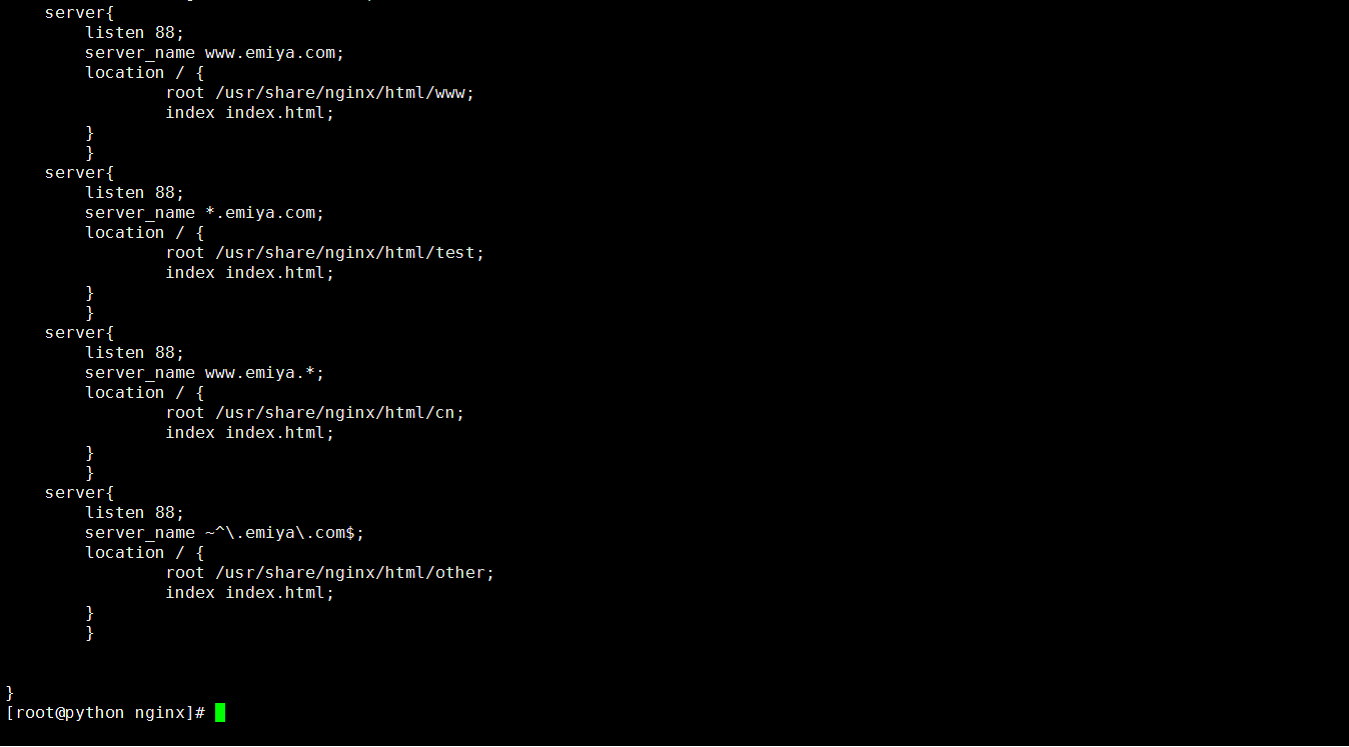 server{
listen 88;
server_name www.emiya.com;
location / {
root /usr/share/nginx/html/www;
index index.html;
}
}
server{
listen 88;
server_name *.emiya.com;
location / {
root /usr/share/nginx/html/test;
index index.html;
}
}
server{
listen 88;
server_name www.emiya.*;
location / {
root /usr/share/nginx/html/cn;
index index.html;
}
}
server{
listen 88;
server_name ~^\.emiya\.com$;
location / {
root /usr/share/nginx/html/other;
index index.html;
}
}
}
[root@python nginx]#